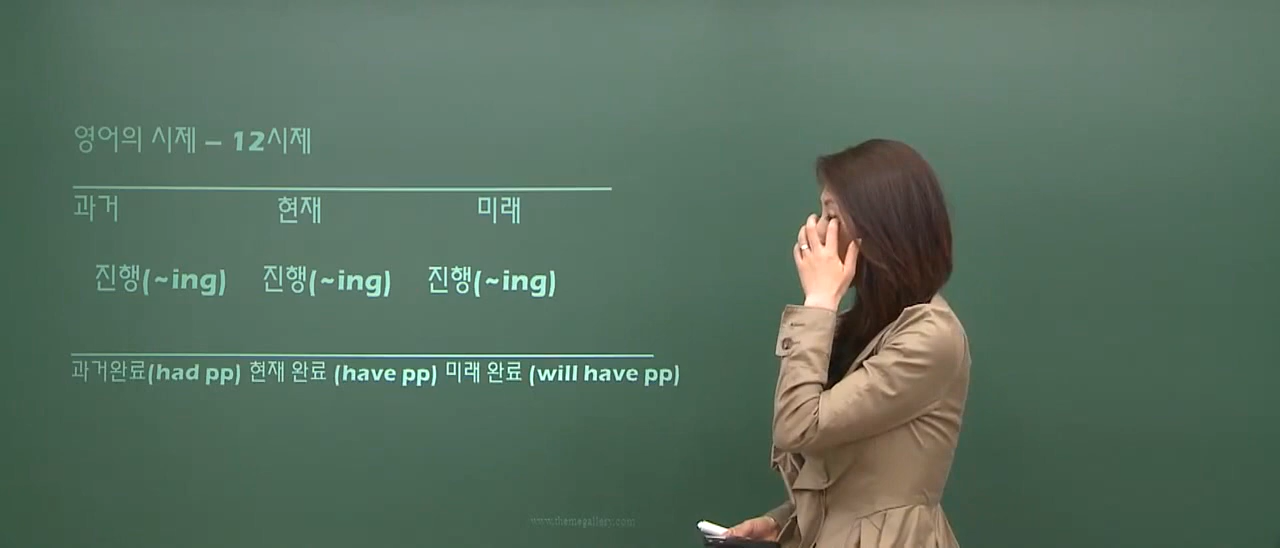 영어의 시제 – 12시제
과거 현재 미래
진행(~ing) 진행(~ing) 진행(~ing)
과거완료(had pp) 현재 완료 (have pp) 미래 완료 (will have pp)
www.themegallery.com